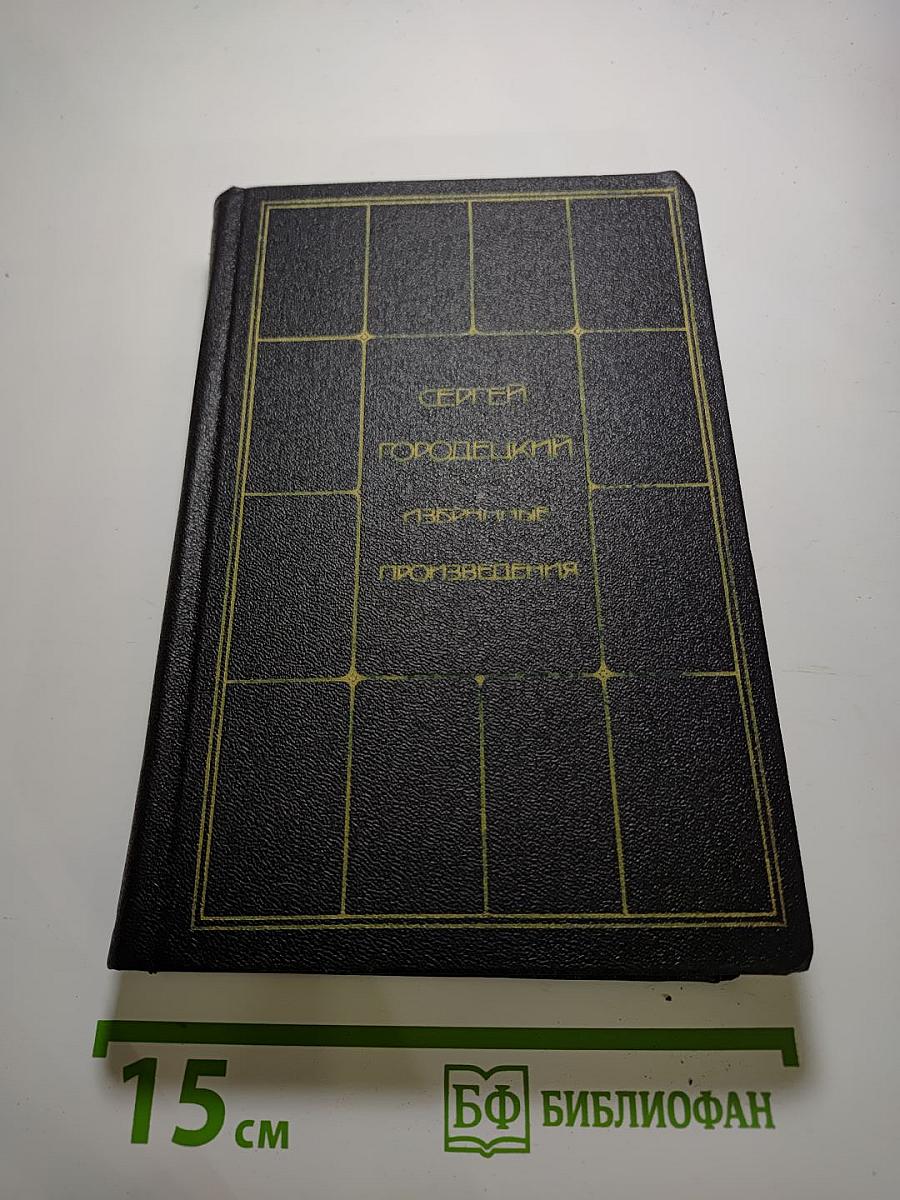 СЕРГЕЙ
ГОРОДЕЦКИЙ
ИЗБРАННЫЕ
ПРОИЗВЕДЕНИЯ
15 см
БФ БИБЛИОФАН